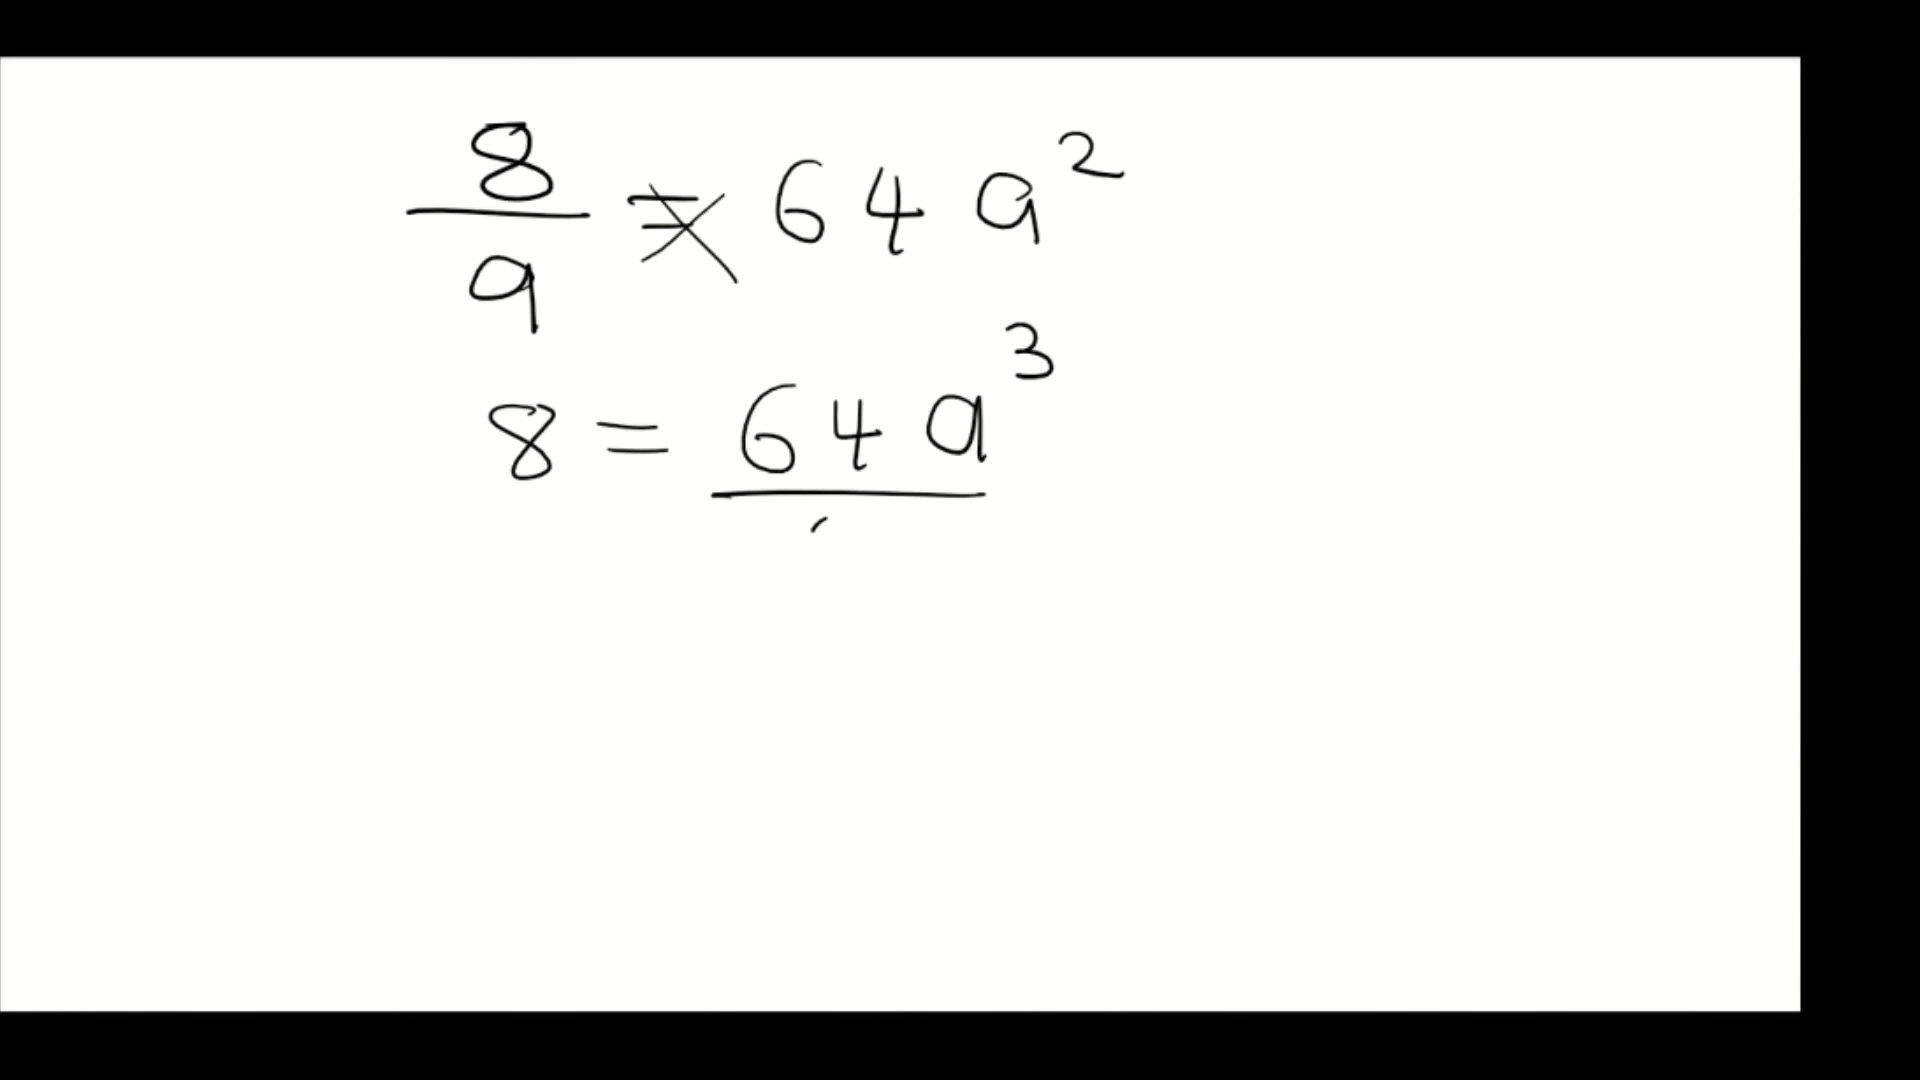 8/a = 64a²
8 = 64a³